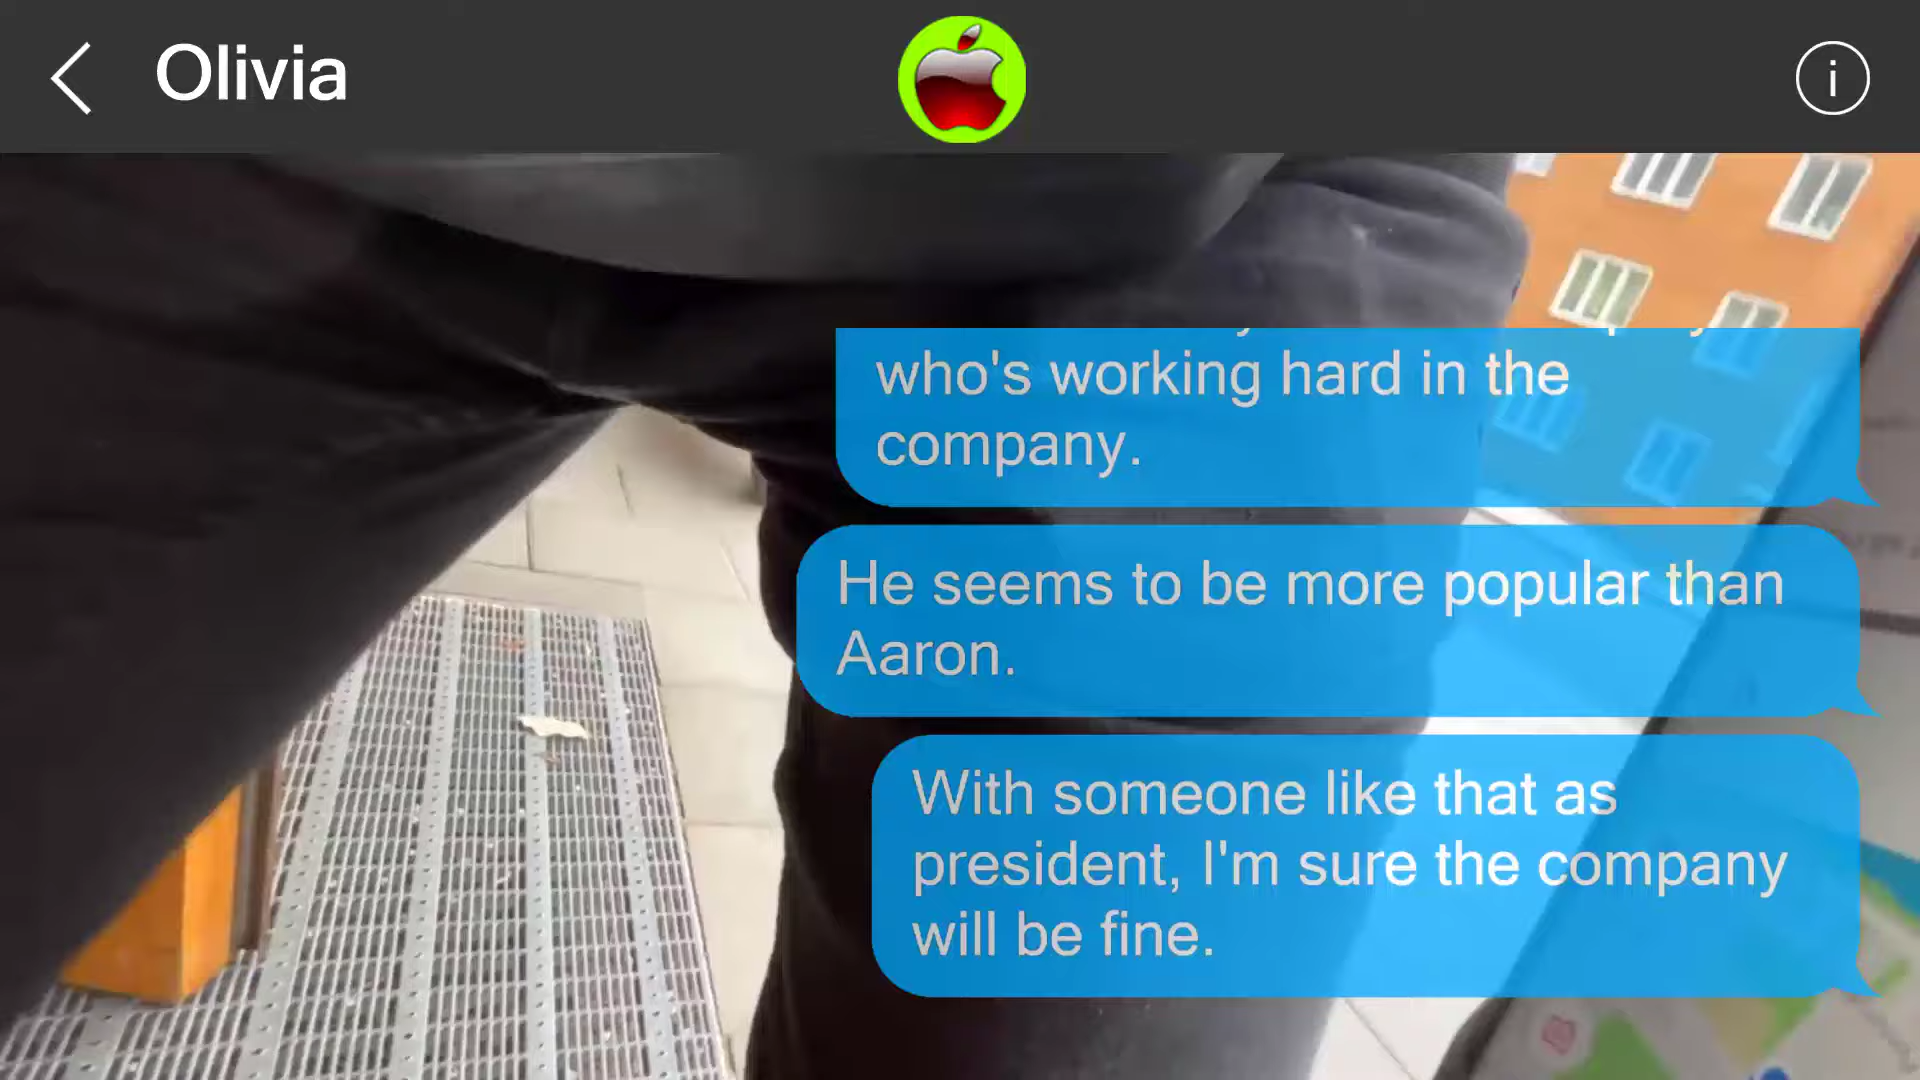 Olivia
who's working hard in the
company.
He seems to be more popular than
Aaron.
With someone like that as
president, I'm sure the company
will be fine.